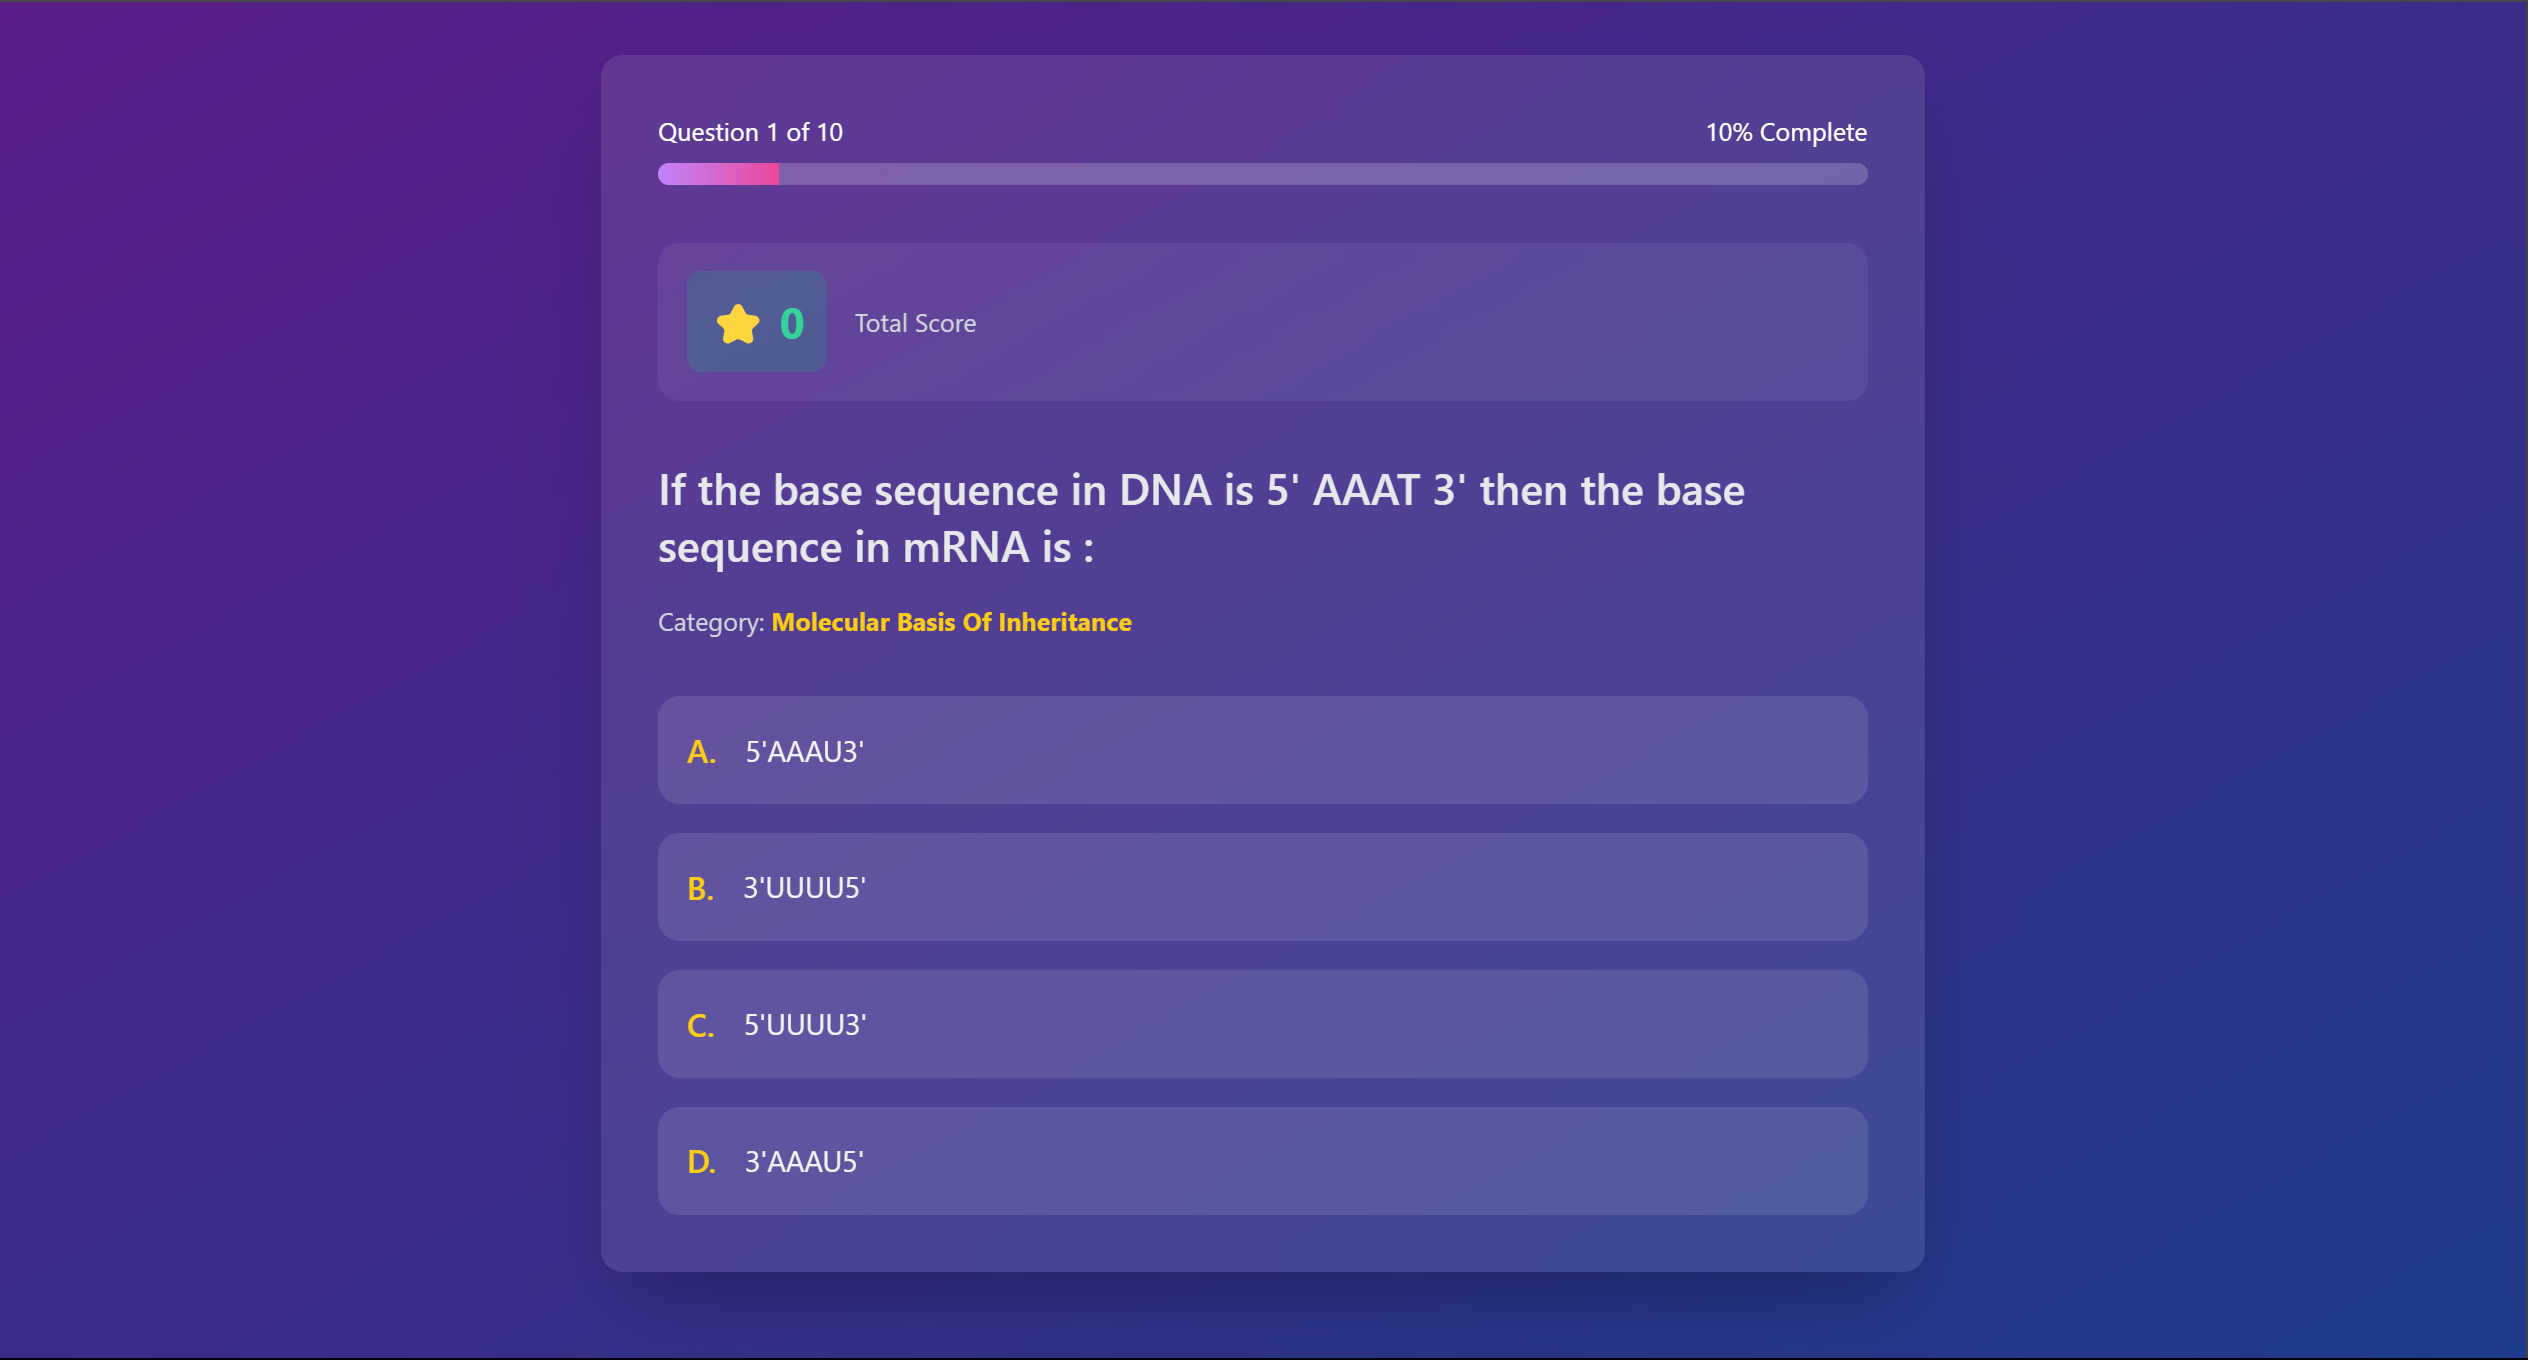 Question 1 of 10
10% Complete
0
Total Score
If the base sequence in DNA is 5' AAAT 3' then the base
sequence in mRNA is :
Category: Molecular Basis Of Inheritance
A. 5'AAAU3'
B. 3'UUUU5'
C. 5'UUUU3'
D. 3'AAAU5'